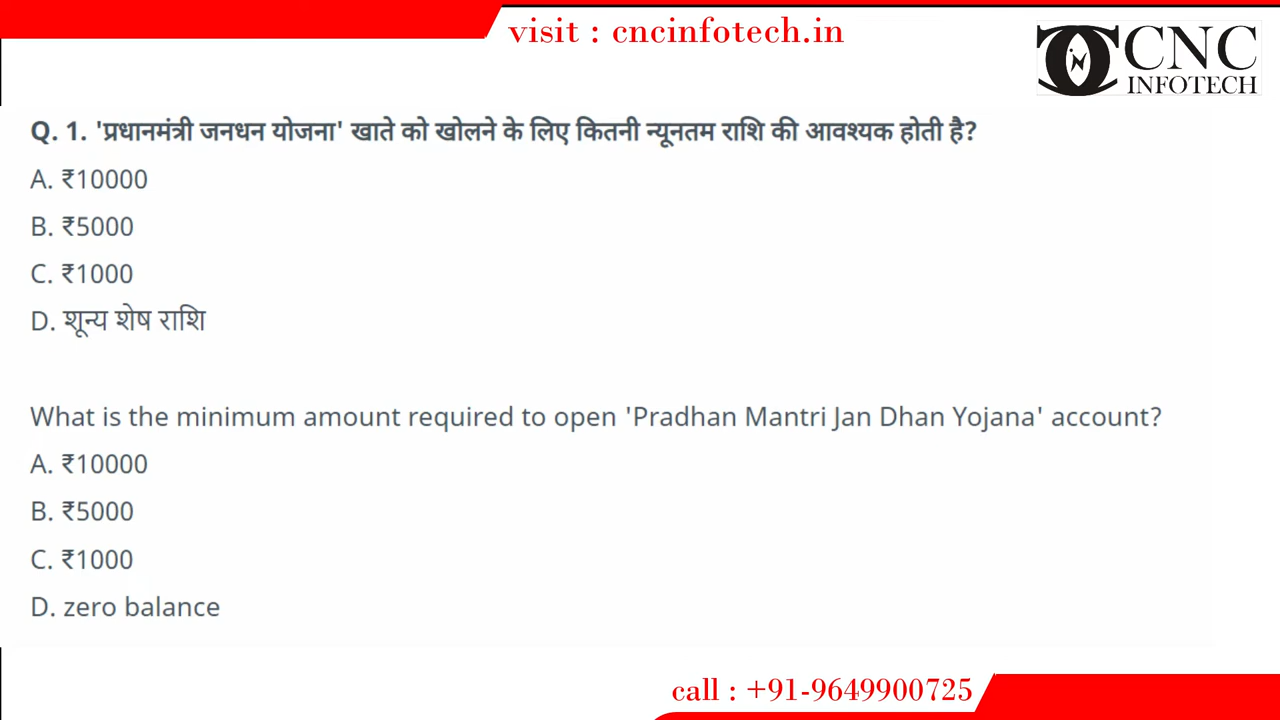 visit : cncinfotech.in
CNC
INFOTECH
Q. 1. 'प्रधानमंत्री जनधन योजना' खाते को खोलने के लिए कितनी न्यूनतम राशि की आवश्यक होती है?
A. ₹10000
B. ₹5000
C. ₹1000
D. शून्य शेष राशि
What is the minimum amount required to open 'Pradhan Mantri Jan Dhan Yojana' account?
A. ₹10000
B. ₹5000
C. ₹1000
D. zero balance
call : +91-9649900725